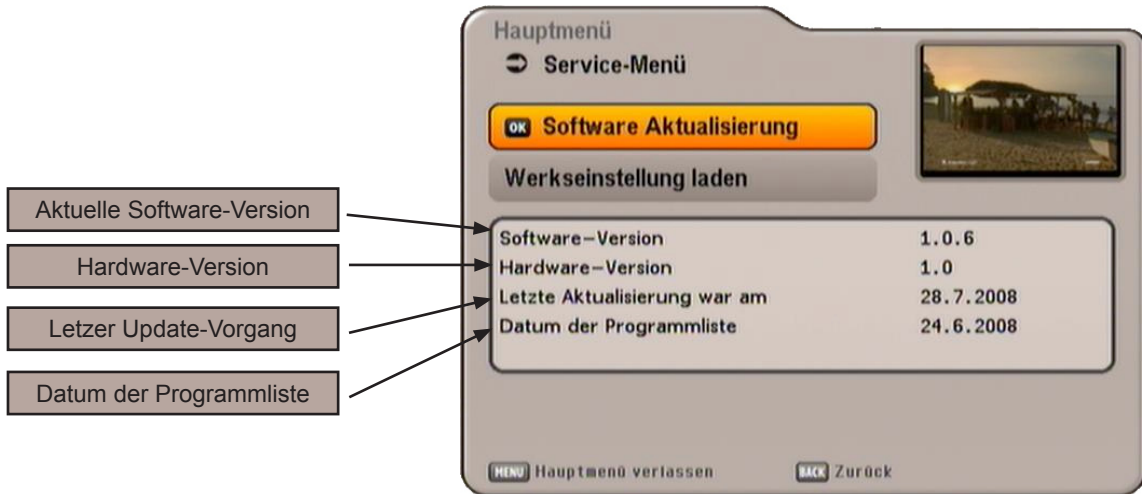 Hauptmenü
Service-Menü
OK Software Aktualisierung
Werkseinstellung laden
Aktuelle Software-Version
Hardware-Version
Letzer Update-Vorgang
Datum der Programmliste
Software-Version 1.0.6
Hardware-Version 1.0
Letzte Aktualisierung war am 28.7.2008
Datum der Programmliste 24.6.2008
MENU Hauptmenü verlassen BACK Zurück